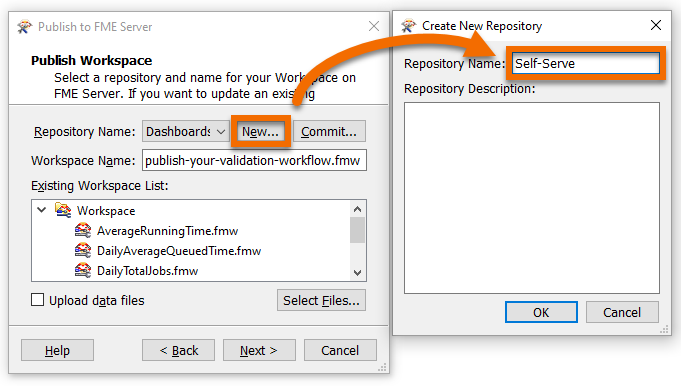 Publish to FME Server
Publish Workspace
Select a repository and name for your Workspace on
FME Server. If you want to update an existing
Repository Name: Dashboards New... Commit...
Workspace Name: publish-your-validation-workflow.fmw
Existing Workspace List:
Workspace
AverageRunningTime.fmw
DailyAverageQueuedTime.fmw
DailyTotalJobs.fmw
Upload data files Select Files...
Help < Back Next > Cancel
Create New Repository
Repository Name: Self-Serve
Repository Description:
OK Cancel